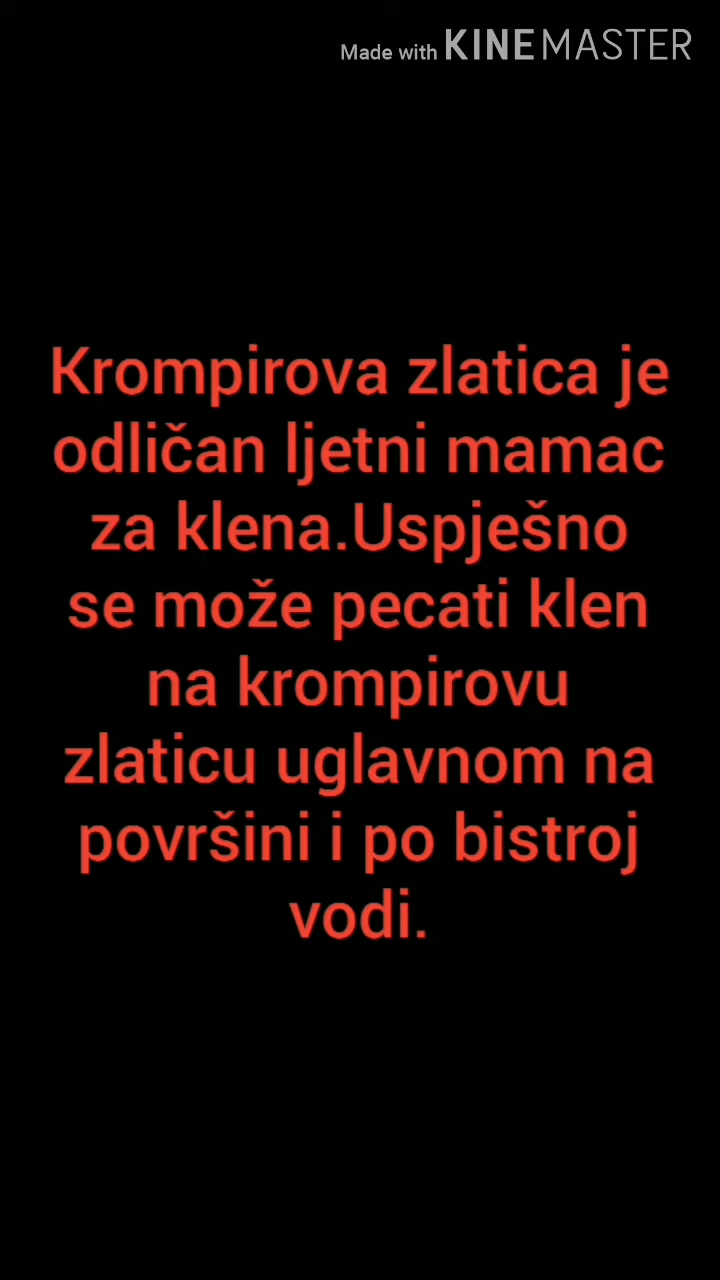 Made with KINEMASTER
Krompirova zlatica je
odličan ljetni mamac
za klena.Uspješno
se može pecati klen
na krompirovu
zlaticu uglavnom na
površini i po bistroj
vodi.